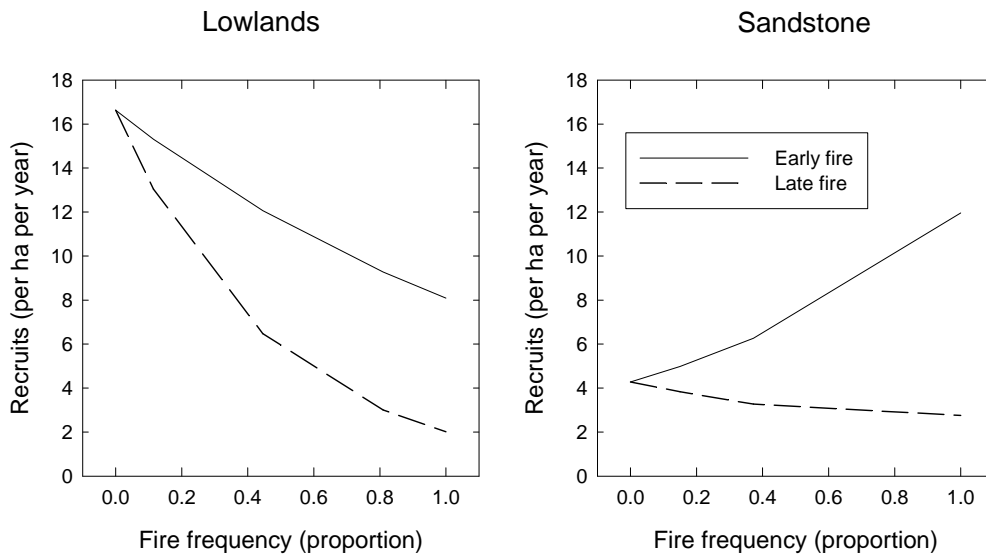 Lowlands
Sandstone
Recruits (per ha per year)
18
16
14
12
10
8
6
4
2
0
0.0 0.2 0.4 0.6 0.8 1.0
Fire frequency (proportion)
Recruits (per ha per year)
18
16
14
12
10
8
6
4
2
0
Early fire
Late fire
0.0 0.2 0.4 0.6 0.8 1.0
Fire frequency (proportion)